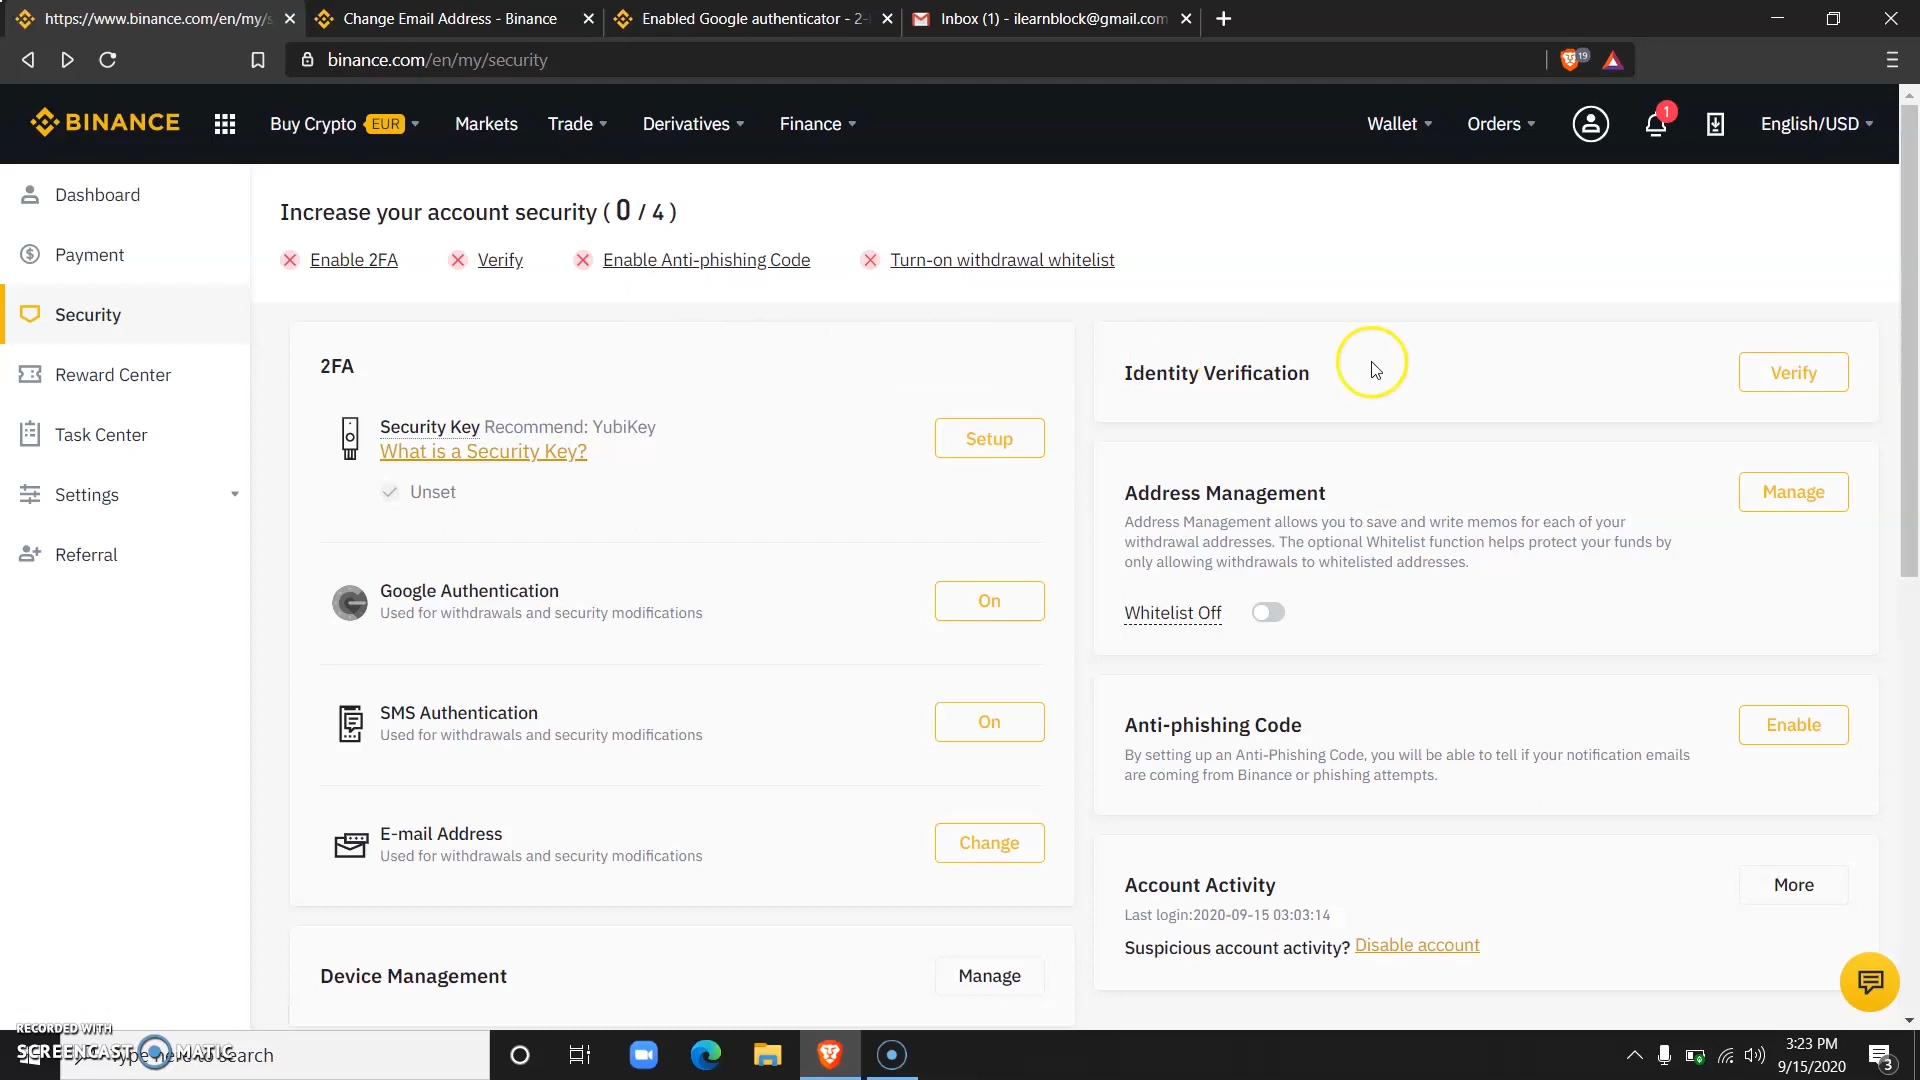 https://www.binance.com/en/my/s
Change Email Address - Binance
Enabled Google authenticator - 2-
Inbox (1) - ilearnblock@gmail.com
binance.com/en/my/security
19
BINANCE
Buy Crypto EUR
Markets
Trade
Derivatives
Finance
Wallet
Orders
1
English/USD
Dashboard
Payment
Security
Reward Center
Task Center
Settings
Referral
Increase your account security ( 0 / 4 )
Enable 2FA
Verify
Enable Anti-phishing Code
Turn-on withdrawal whitelist
2FA
Security Key Recommend: YubiKey
What is a Security Key?
Unset
Setup
Google Authentication
Used for withdrawals and security modifications
On
SMS Authentication
Used for withdrawals and security modifications
On
E-mail Address
Used for withdrawals and security modifications
Change
Device Management
Manage
Identity Verification
Verify
Address Management
Manage
Address Management allows you to save and write memos for each of your
withdrawal addresses. The optional Whitelist function helps protect your funds by
only allowing withdrawals to whitelisted addresses.
Whitelist Off
Anti-phishing Code
Enable
By setting up an Anti-Phishing Code, you will be able to tell if your notification emails
are coming from Binance or phishing attempts.
Account Activity
More
Last login:2020-09-15 03:03:14
Suspicious account activity? Disable account
RECORDED WITH
SCREENCAST MATIC
Type here to search
3:23 PM
9/15/2020
3